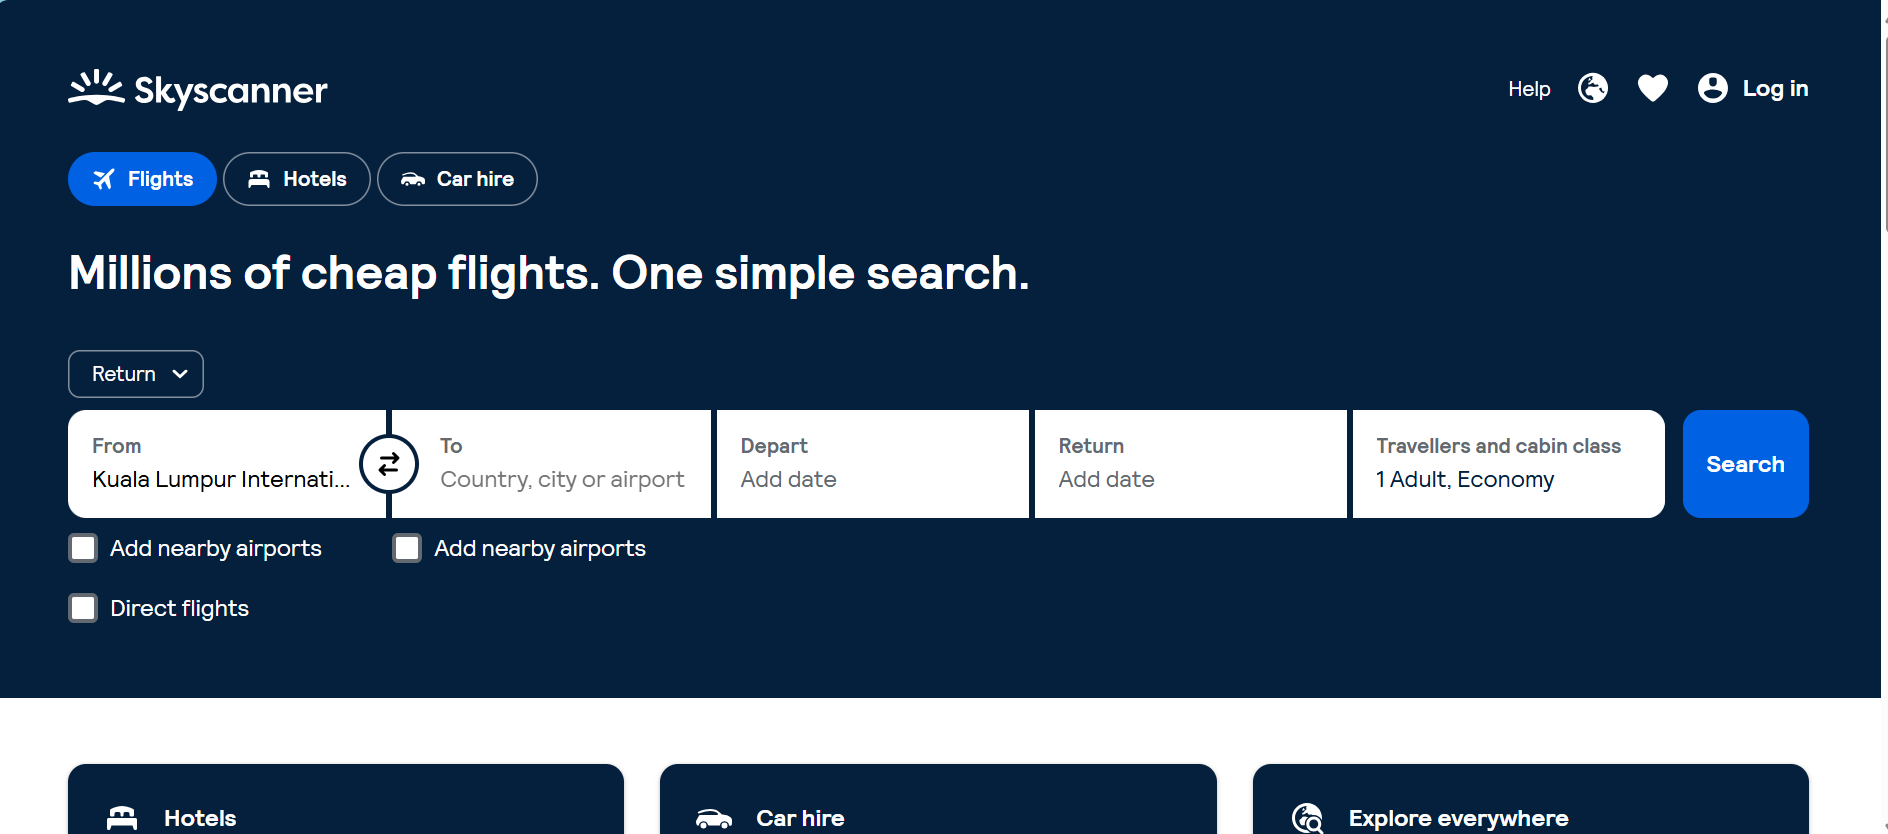 Skyscanner
Help
Log in
Flights
Hotels
Car hire
Millions of cheap flights. One simple search.
Return
From
Kuala Lumpur Internati...
To
Country, city or airport
Depart
Add date
Return
Add date
Travellers and cabin class
1 Adult, Economy
Search
Add nearby airports
Add nearby airports
Direct flights
Hotels
Car hire
Explore everywhere